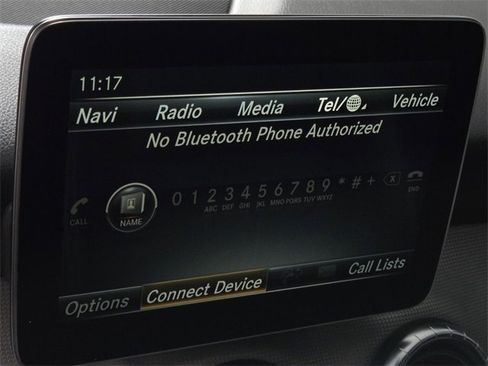 11:17
Navi Radio Media Tel/ Vehicle
No Bluetooth Phone Authorized
0 1 2 3 4 5 6 7 8 9 * # + X
ABC DEF GHI JKL MNO PQRS TUV WXYZ
CALL NAME END
Options Connect Device Call Lists